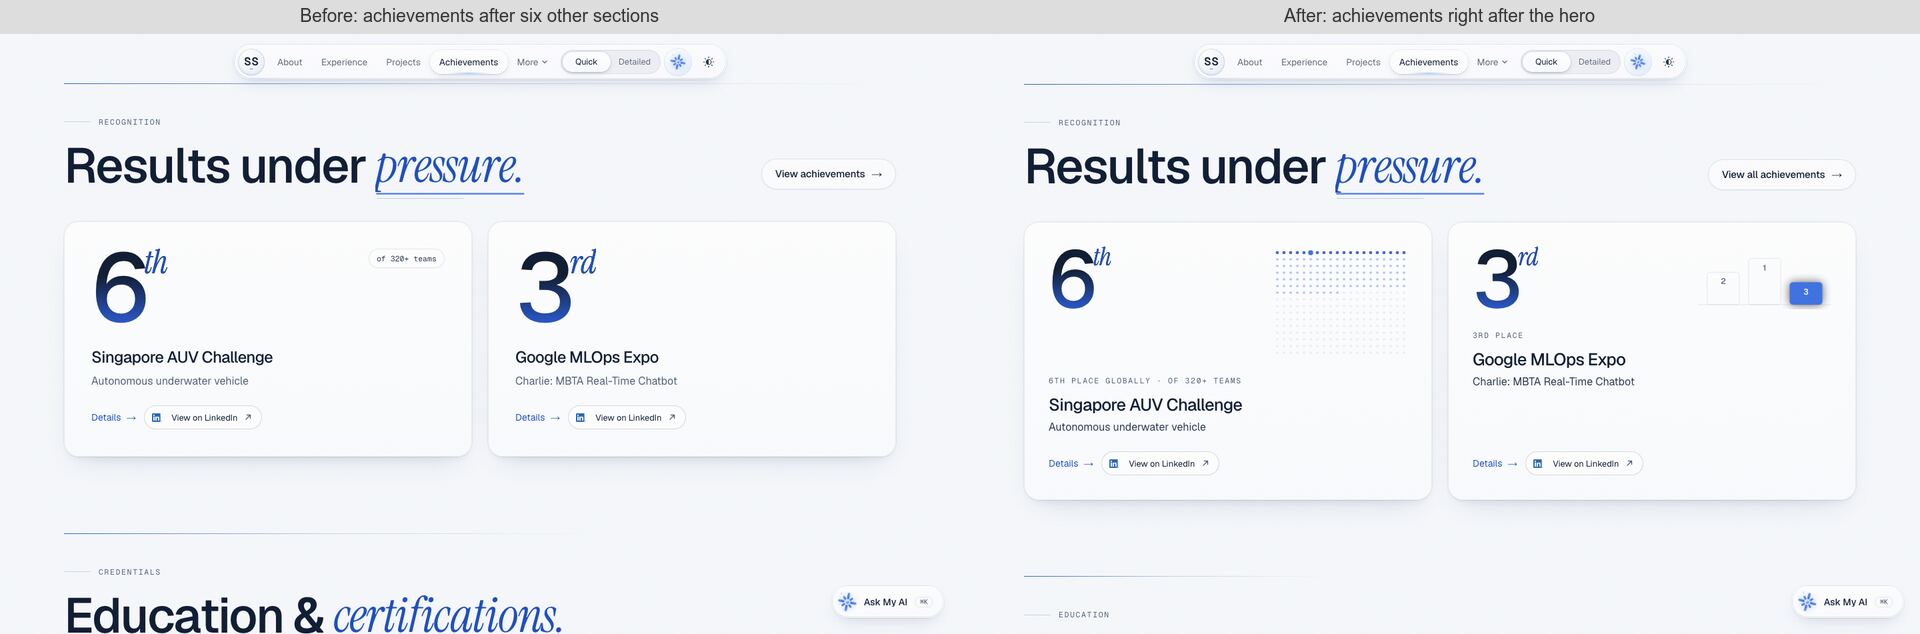 Before: achievements after six other sections
SS About Experience Projects Achievements More Quick Detailed
RECOGNITION
Results under pressure.
View achievements →
6th
of 320+ teams
Singapore AUV Challenge
Autonomous underwater vehicle
Details → in View on LinkedIn ↗
3rd
Google MLOps Expo
Charlie: MBTA Real-Time Chatbot
Details → in View on LinkedIn ↗
CREDENTIALS
Education & certifications.
Ask My AI ⌘K
After: achievements right after the hero
SS About Experience Projects Achievements More Quick Detailed
RECOGNITION
Results under pressure.
View all achievements →
6th
6TH PLACE GLOBALLY · OF 320+ TEAMS
Singapore AUV Challenge
Autonomous underwater vehicle
Details → in View on LinkedIn ↗
3rd
2 1 3
3RD PLACE
Google MLOps Expo
Charlie: MBTA Real-Time Chatbot
Details → in View on LinkedIn ↗
EDUCATION
Ask My AI ⌘K